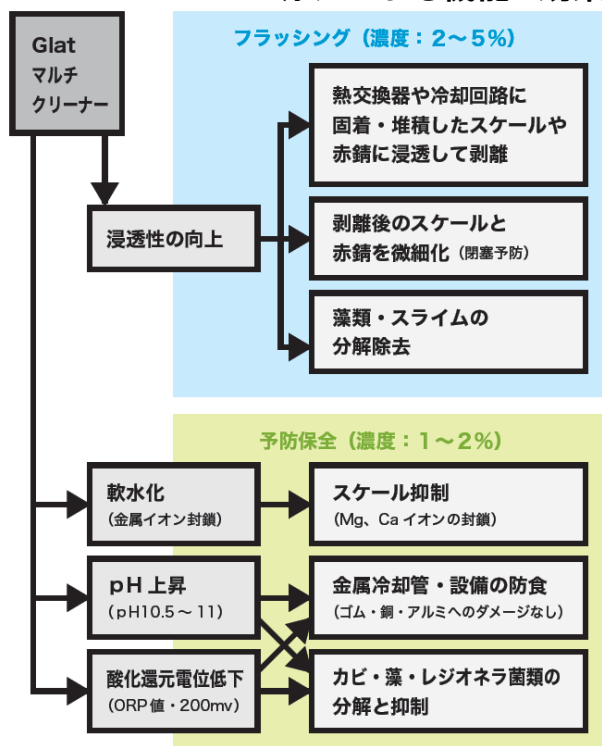 Glat
マルチ
クリーナー
フラッシング（濃度：2〜5%）
熱交換器や冷却回路に
固着・堆積したスケールや
赤錆に浸透して剥離
浸透性の向上
剥離後のスケールと
赤錆を微細化（閉塞予防）
藻類・スライムの
分解除去
予防保全（濃度：1〜2%）
軟水化
（金属イオン封鎖）
スケール抑制
（Mg、Ca イオンの封鎖）
pH 上昇
（pH10.5〜11）
金属冷却管・設備の防食
（ゴム・銅・アルミへのダメージなし）
酸化還元電位低下
（ORP値・200mv）
カビ・藻・レジオネラ菌類の
分解と抑制